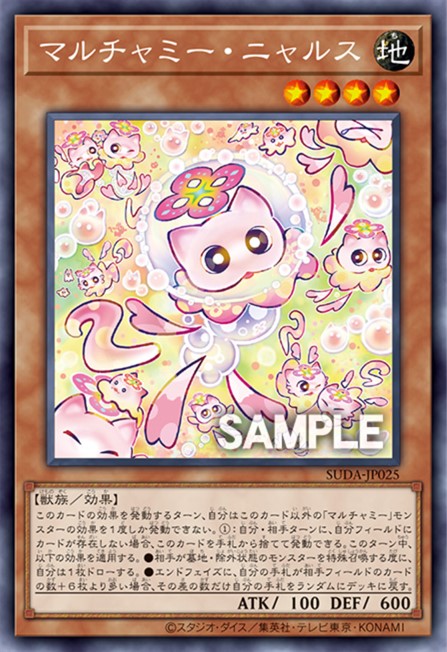 マルチャミー・ニャルス 地
SAMPLE
SUDA-JP025
【獣族／効果】
このカードの効果を発動するターン、自分はこのカード以外の「マルチャミー」モン
スターの効果を1度しか発動できない。①：自分・相手ターンに、自分フィールドに
カードが存在しない場合、このカードを手札から捨てて発動できる。このターン中、
以下の効果を適用する。●相手が墓地・除外状態のモンスターを特殊召喚する度に、
自分は1枚ドローする。●エンドフェイズに、自分の手札が相手フィールドのカード
の数＋6枚より多い場合、その差の数だけ自分の手札をランダムにデッキに戻す。
ATK/ 100 DEF/ 600
©スタジオ・ダイス／集英社・テレビ東京・KONAMI